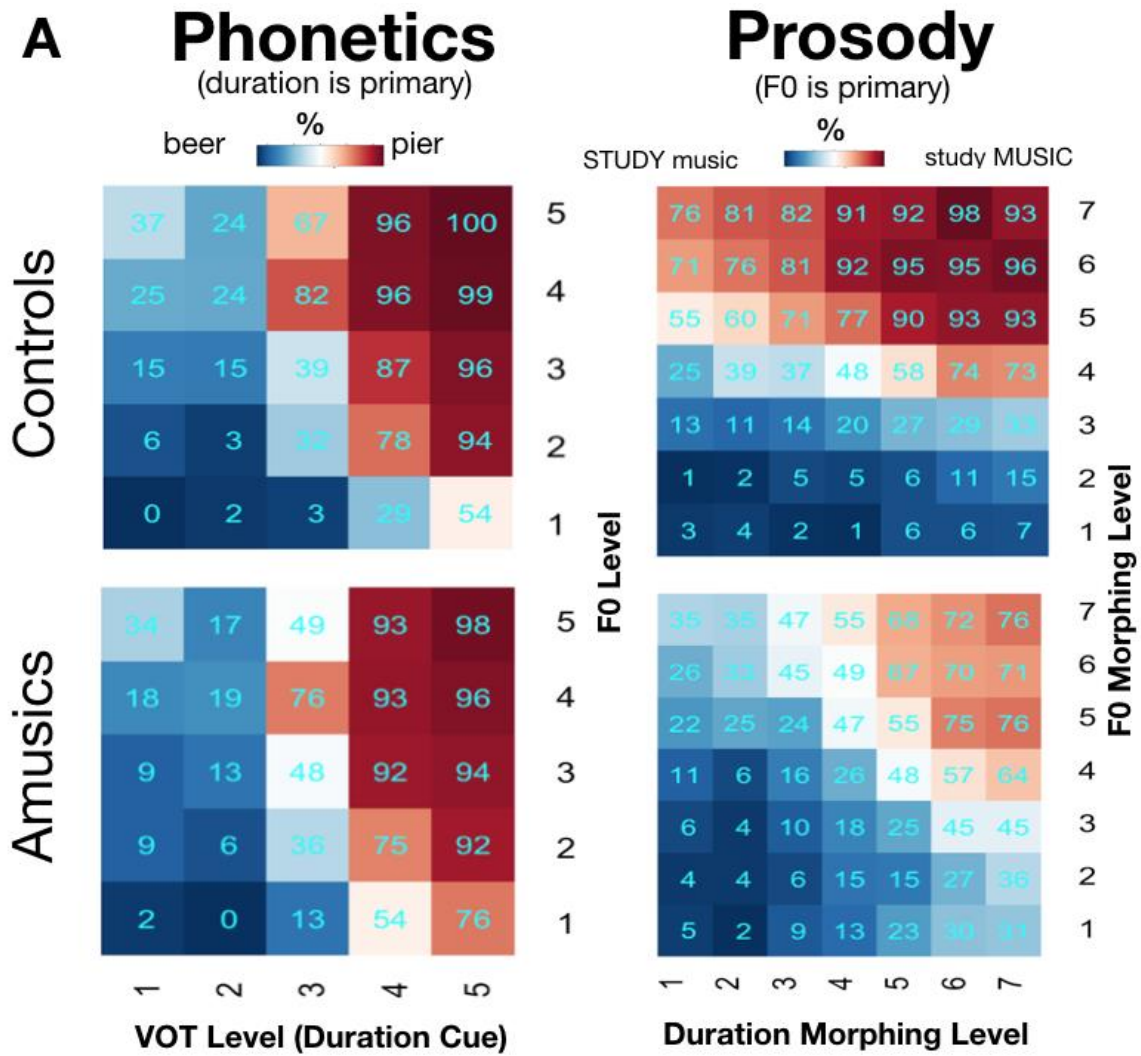 A
Phonetics
(duration is primary)
%
beer
pier
Prosody
(F0 is primary)
%
STUDY music
study MUSIC
Controls
37 24 67 96 100 5
25 24 82 96 99 4
15 15 39 87 96 3
6 3 32 78 94 2
0 2 3 29 54 1
76 81 82 91 92 98 93 7
71 76 81 92 95 95 96 6
55 60 71 77 90 93 93 5
25 39 37 48 58 74 73 4
13 11 14 20 27 29 33 3
1 2 5 5 6 11 15 2
3 4 2 1 6 6 7 1
Amusics
34 17 49 93 98 5
18 19 76 93 96 4
9 13 48 92 94 3
9 6 36 75 92 2
2 0 13 54 76 1
F0 Level
35 35 47 55 68 72 76 7
26 33 45 49 67 70 71 6
22 25 24 47 55 75 76 5
11 6 16 26 48 57 64 4
6 4 10 18 25 45 45 3
4 4 6 15 15 27 36 2
5 2 9 13 23 30 31 1
F0 Morphing Level
1 2 3 4 5
VOT Level (Duration Cue)
1 2 3 4 5 6 7
Duration Morphing Level